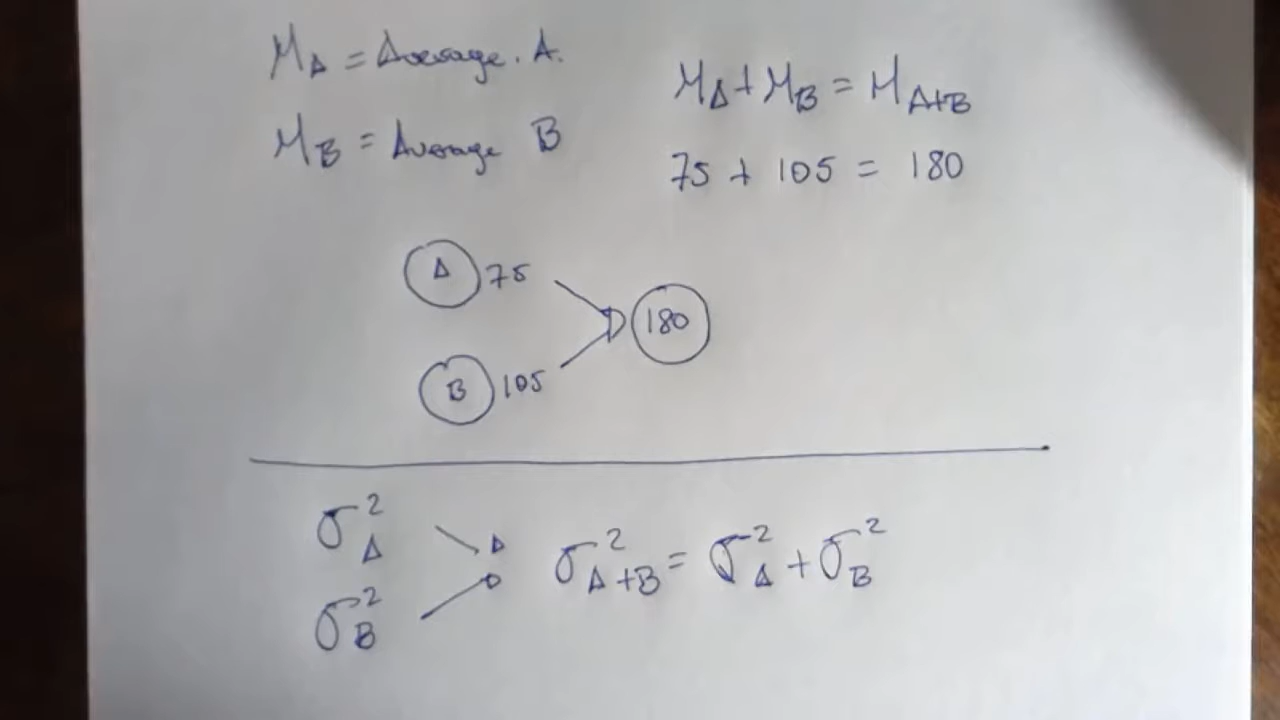 μA = Average. A.
μB = Average B
μA + μB = μA+B
75 + 105 = 180
A 75
B 105
180
σ²A
σ²B
σ²A+B = σ²A + σ²B